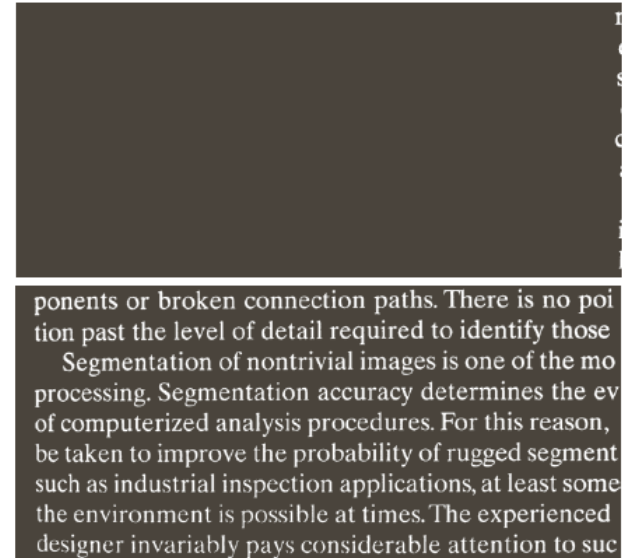 ponents or broken connection paths. There is no poi
tion past the level of detail required to identify those
Segmentation of nontrivial images is one of the mo
processing. Segmentation accuracy determines the ev
of computerized analysis procedures. For this reason,
be taken to improve the probability of rugged segment
such as industrial inspection applications, at least some
the environment is possible at times. The experienced
designer invariably pays considerable attention to suc